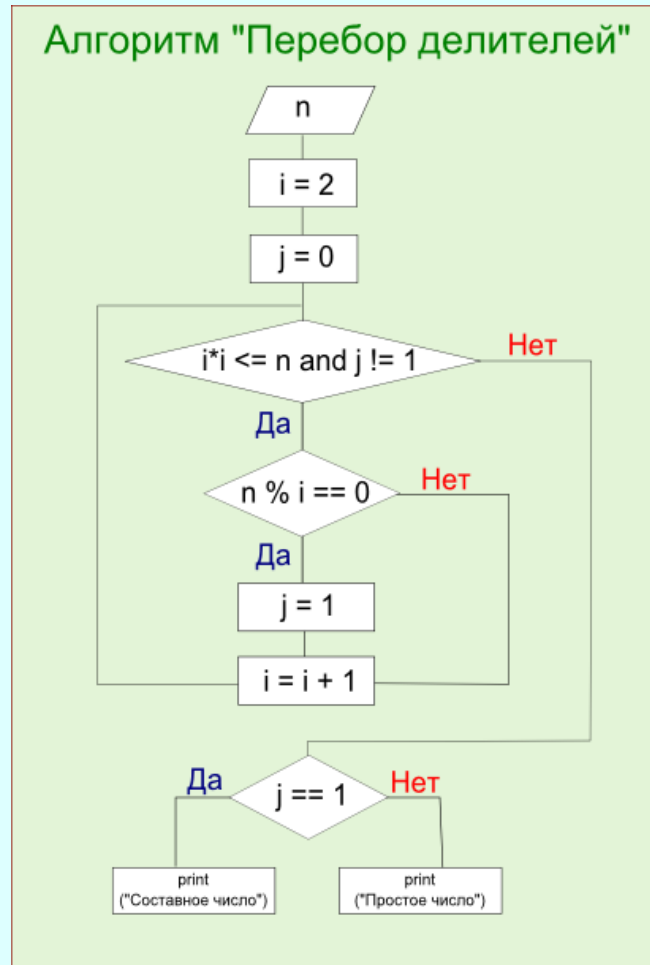 Алгоритм "Перебор делителей"
n
i = 2
j = 0
i*i <= n and j != 1
Нет
Да
n % i == 0
Нет
Да
j = 1
i = i + 1
Да
j == 1
Нет
print
("Составное число")
print
("Простое число")